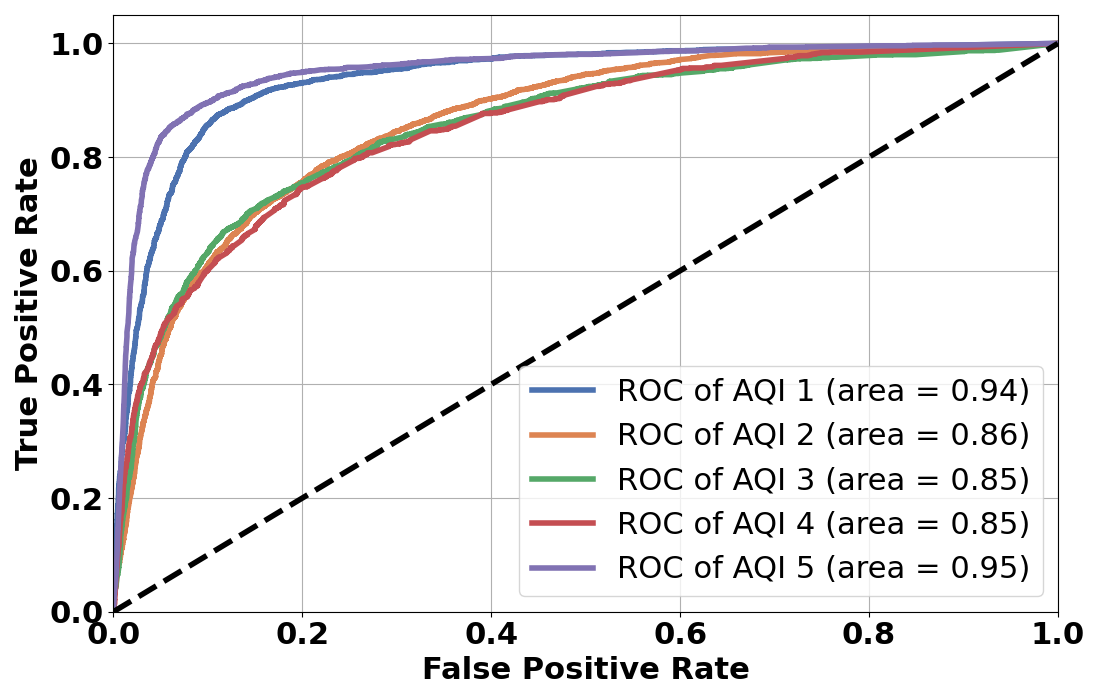 True Positive Rate
1.0
0.8
0.6
0.4
0.2
0.0
ROC of AQI 1 (area = 0.94)
ROC of AQI 2 (area = 0.86)
ROC of AQI 3 (area = 0.85)
ROC of AQI 4 (area = 0.85)
ROC of AQI 5 (area = 0.95)
0.0 0.2 0.4 0.6 0.8 1.0
False Positive Rate